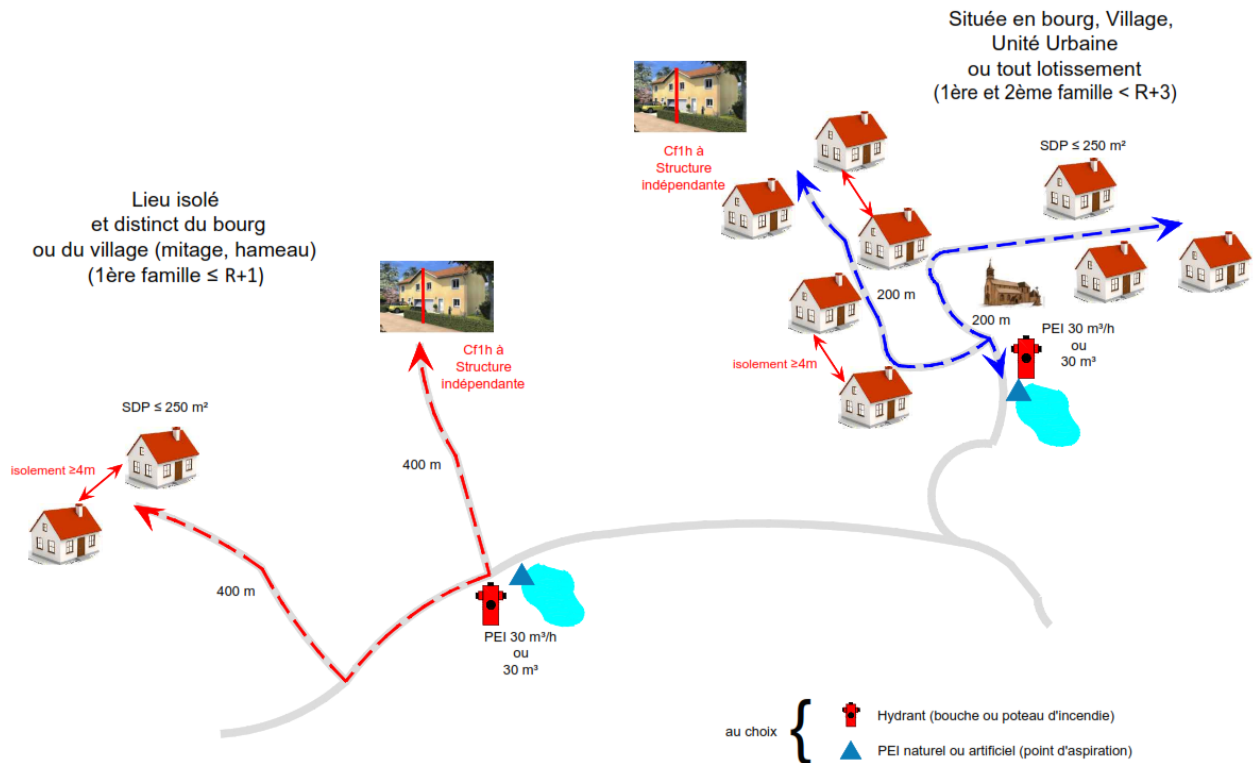 Située en bourg, Village,
Unité Urbaine
ou tout lotissement
(1ère et 2ème famille < R+3)
Cf1h à
Structure
indépendante
SDP ≤ 250 m²
Lieu isolé
et distinct du bourg
ou du village (mitage, hameau)
(1ère famille ≤ R+1)
200 m
200 m
PEI 30 m³/h
ou
30 m³
isolement ≥4m
Cf1h à
Structure
indépendante
SDP ≤ 250 m²
isolement ≥4m
400 m
400 m
PEI 30 m³/h
ou
30 m³
au choix {
Hydrant (bouche ou poteau d'incendie)
PEI naturel ou artificiel (point d'aspiration)